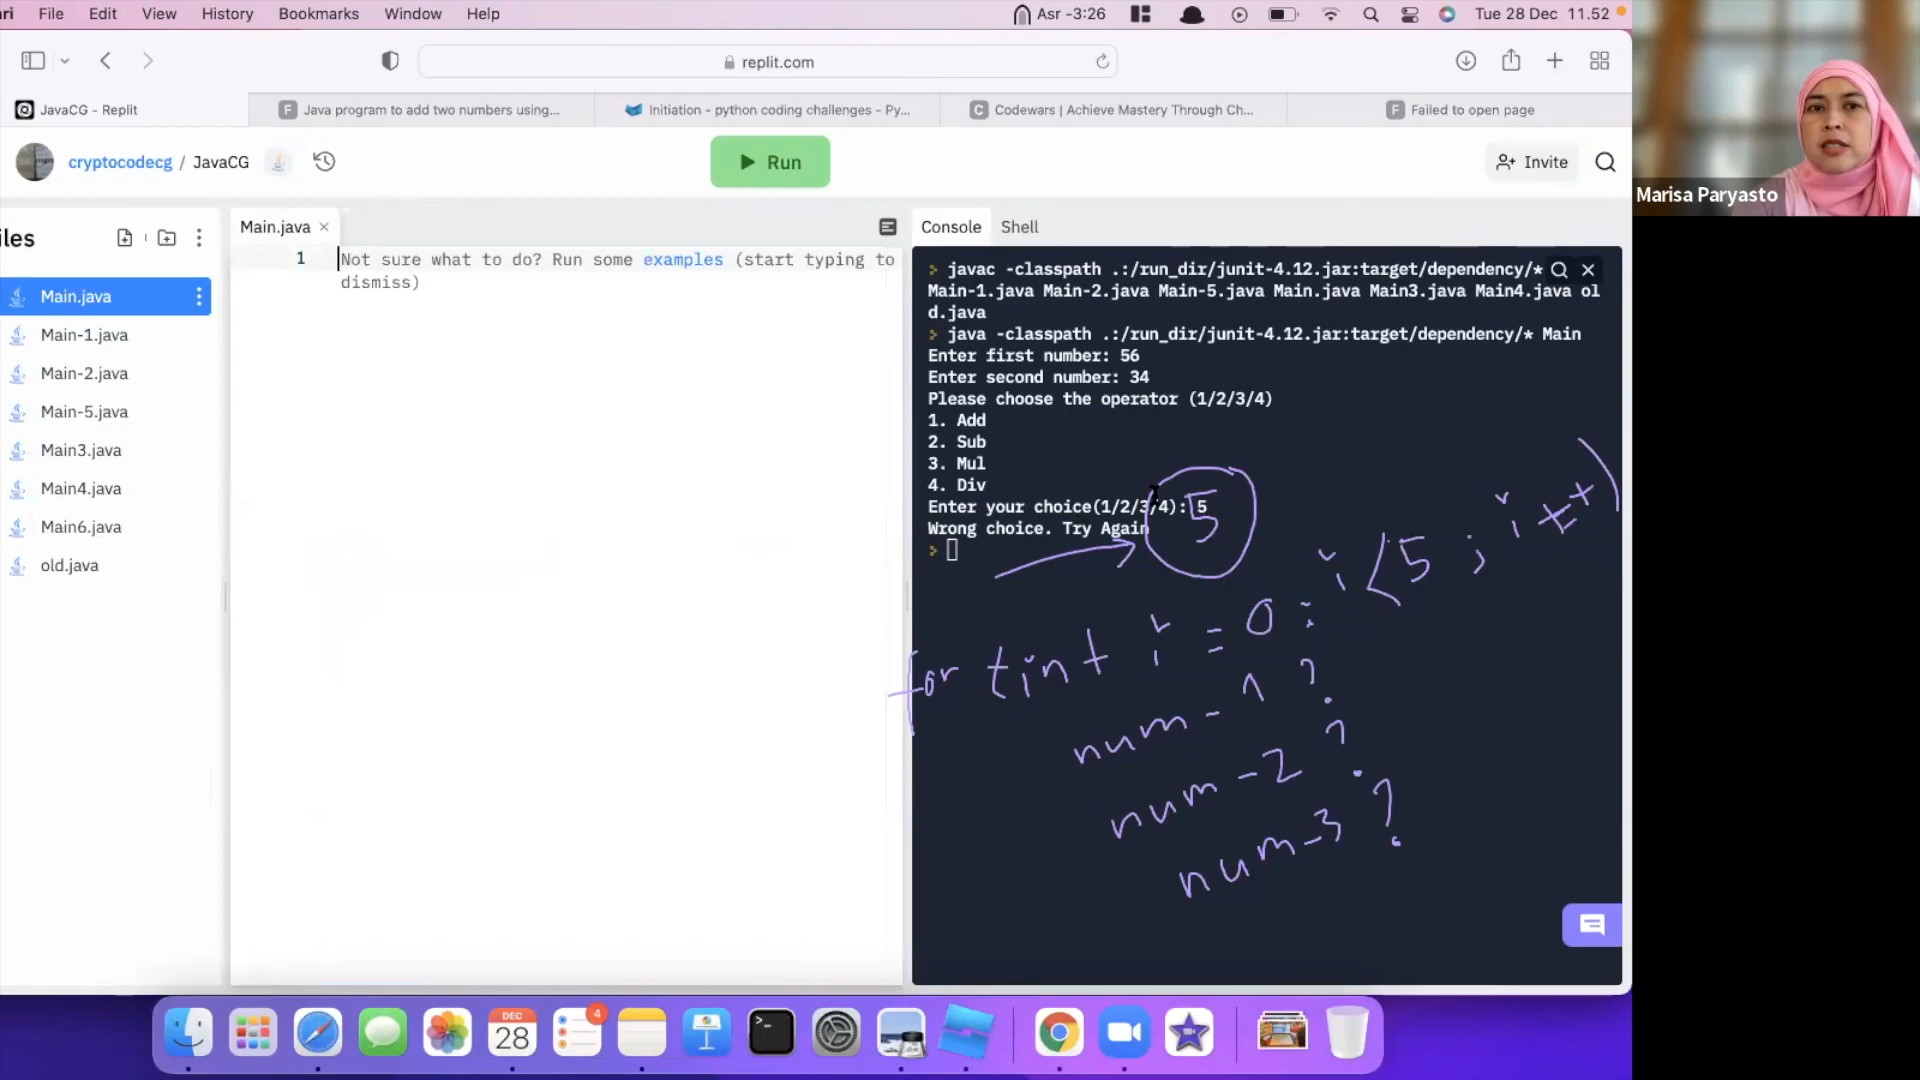 ri File Edit View History Bookmarks Window Help Asr -3:26 Tue 28 Dec 11.52
replit.com
JavaCG - Replit
Java program to add two numbers using...
Initiation - python coding challenges - Py...
Codewars | Achieve Mastery Through Ch...
Failed to open page
cryptocodecg / JavaCG
Run
Invite
iles
Main.java
Main-1.java
Main-2.java
Main-5.java
Main3.java
Main4.java
Main6.java
old.java
Main.java
1 Not sure what to do? Run some examples (start typing to
dismiss)
Console Shell
> javac -classpath .:/run_dir/junit-4.12.jar:target/dependency/*
Main-1.java Main-2.java Main-5.java Main.java Main3.java Main4.java ol
d.java
> java -classpath .:/run_dir/junit-4.12.jar:target/dependency/* Main
Enter first number: 56
Enter second number: 34
Please choose the operator (1/2/3/4)
1. Add
2. Sub
3. Mul
4. Div
Enter your choice(1/2/3/4): 5
Wrong choice. Try Again
>
5
for (int i = 0; i<5; i++)
num-1?
num-2?
num-3?
Marisa Paryasto
4
DEC
28